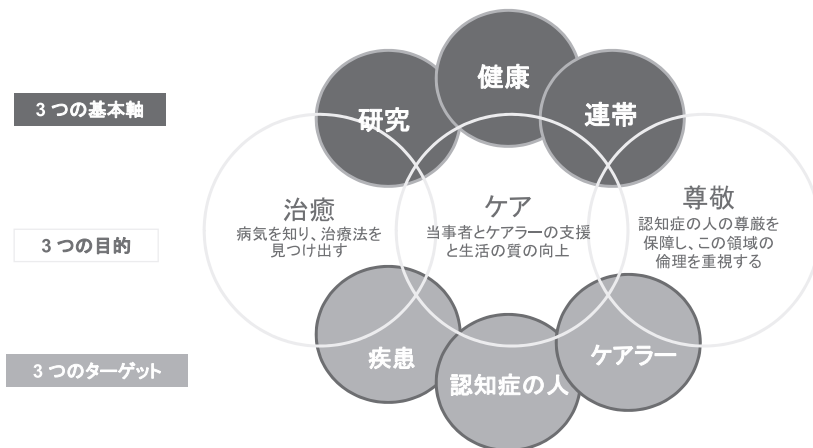 3つの基本軸
研究
健康
連帯
3つの目的
治癒
病気を知り、治療法を
見つけ出す
ケア
当事者とケアラーの支援
と生活の質の向上
尊敬
認知症の人の尊厳を
保障し、この領域の
倫理を重視する
3つのターゲット
疾患
認知症の人
ケアラー